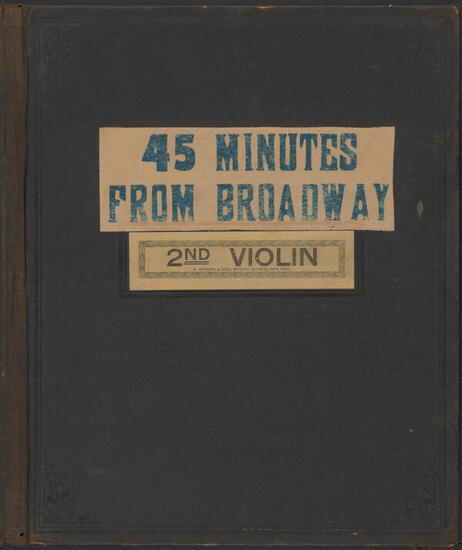 45 MINUTES
FROM BROADWAY
2ND VIOLIN